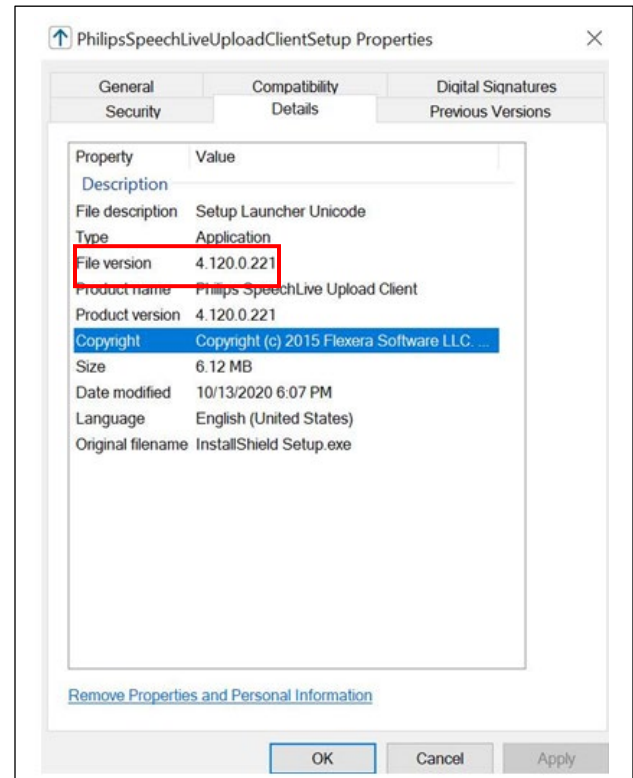 PhilipsSpeechLiveUploadClientSetup Properties
General Compatibility Digital Signatures
Security Details Previous Versions
Property Value
Description
File description Setup Launcher Unicode
Type Application
File version 4.120.0.221
Product name Philips SpeechLive Upload Client
Product version 4.120.0.221
Copyright Copyright (c) 2015 Flexera Software LLC. ...
Size 6.12 MB
Date modified 10/13/2020 6:07 PM
Language English (United States)
Original filename InstallShield Setup.exe
Remove Properties and Personal Information
OK Cancel Apply